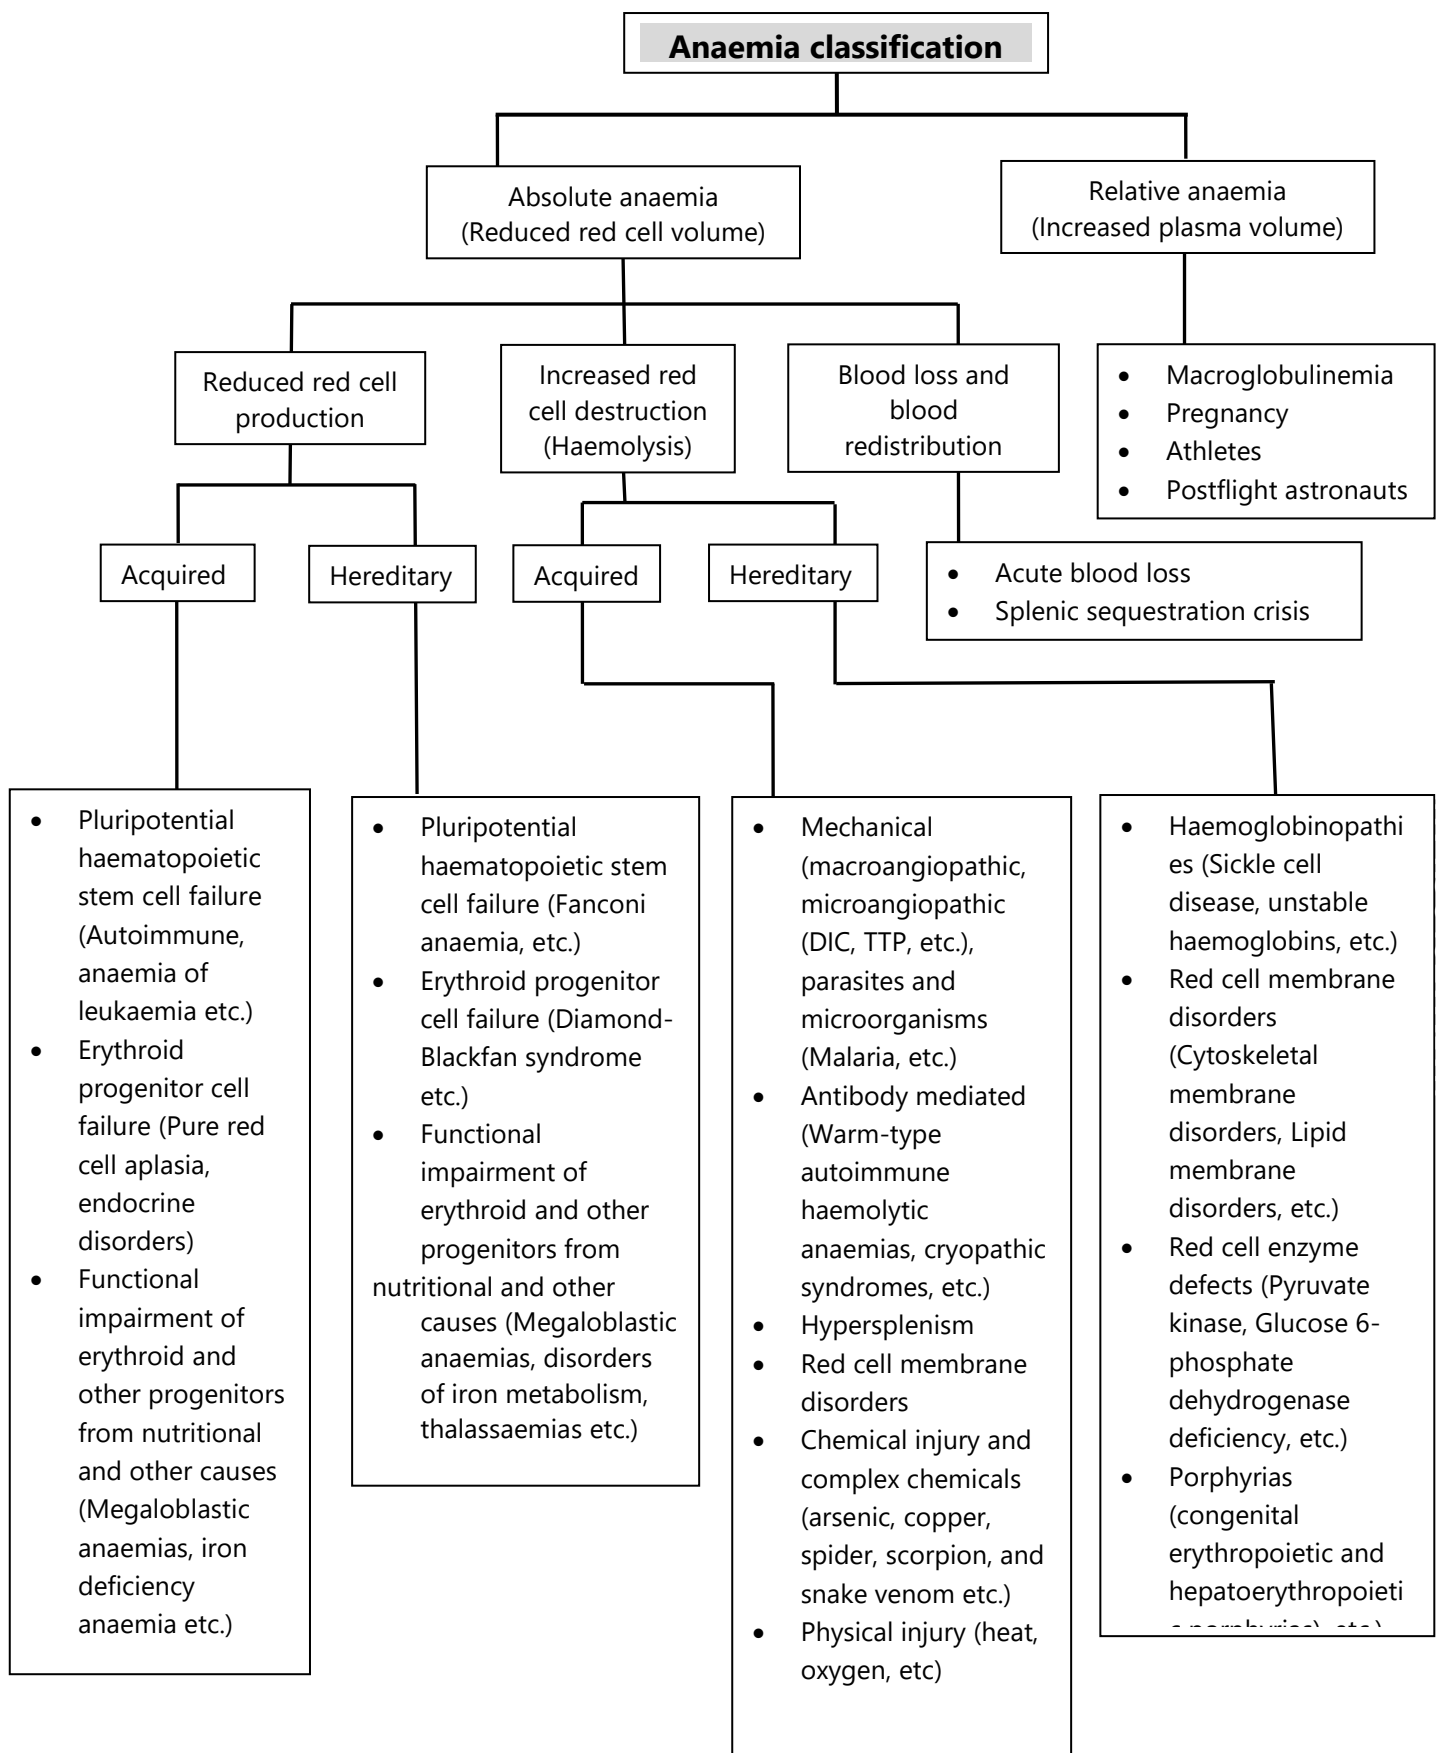 Anaemia classification
Absolute anaemia
(Reduced red cell volume)
Relative anaemia
(Increased plasma volume)
Reduced red cell
production
Increased red
cell destruction
(Haemolysis)
Blood loss and
blood
redistribution
• Macroglobulinemia
• Pregnancy
• Athletes
• Postflight astronauts
Acquired
Hereditary
Acquired
Hereditary
• Acute blood loss
• Splenic sequestration crisis
• Pluripotential
haematopoietic
stem cell failure
(Autoimmune,
anaemia of
leukaemia etc.)
• Erythroid
progenitor cell
failure (Pure red
cell aplasia,
endocrine
disorders)
• Functional
impairment of
erythroid and
other progenitors
from nutritional
and other causes
(Megaloblastic
anaemias, iron
deficiency
anaemia etc.)
• Pluripotential
haematopoietic stem
cell failure (Fanconi
anaemia, etc.)
• Erythroid progenitor
cell failure (Diamond-
Blackfan syndrome
etc.)
• Functional
impairment of
erythroid and other
progenitors from
nutritional and other
causes (Megaloblastic
anaemias, disorders
of iron metabolism,
thalassaemias etc.)
• Mechanical
(macroangiopathic,
microangiopathic
(DIC, TTP, etc.),
parasites and
microorganisms
(Malaria, etc.)
• Antibody mediated
(Warm-type
autoimmune
haemolytic
anaemias, cryopathic
syndromes, etc.)
• Hypersplenism
• Red cell membrane
disorders
• Chemical injury and
complex chemicals
(arsenic, copper,
spider, scorpion, and
snake venom etc.)
• Physical injury (heat,
oxygen, etc)
• Haemoglobinopathi
es (Sickle cell
disease, unstable
haemoglobins, etc.)
• Red cell membrane
disorders
(Cytoskeletal
membrane
disorders, Lipid
membrane
disorders, etc.)
• Red cell enzyme
defects (Pyruvate
kinase, Glucose 6-
phosphate
dehydrogenase
deficiency, etc.)
• Porphyrias
(congenital
erythropoietic and
hepatoerythropoieti
c porphyrias), etc.)